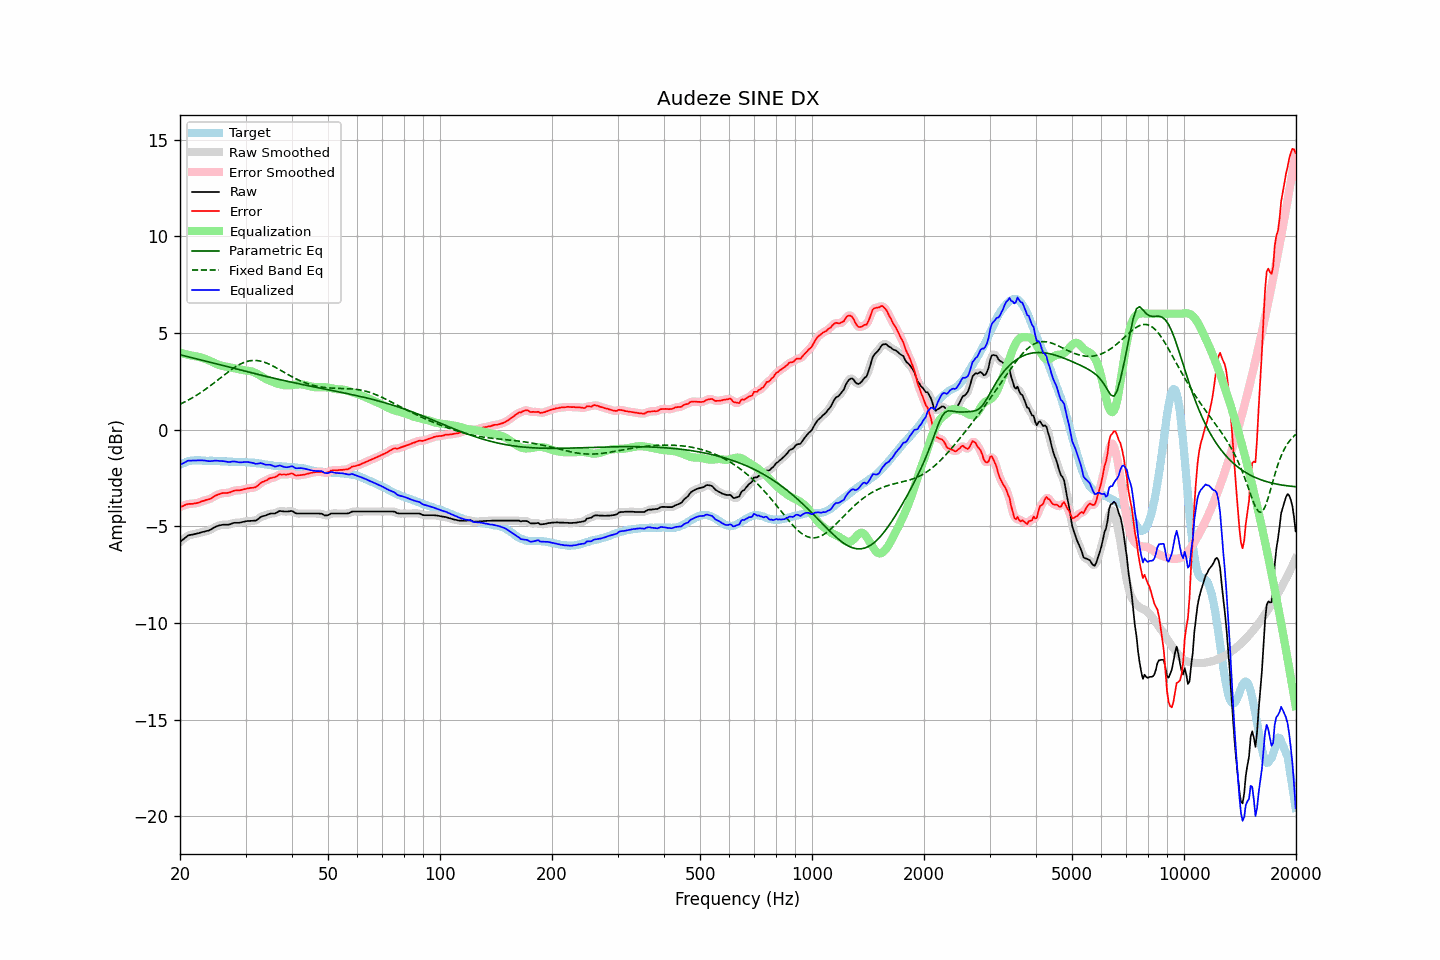 Audeze SINE DX
Amplitude (dBr)
15
10
5
0
−5
−10
−15
−20
Target
Raw Smoothed
Error Smoothed
Raw
Error
Equalization
Parametric Eq
Fixed Band Eq
Equalized
20 50 100 200 500 1000 2000 5000 10000 20000
Frequency (Hz)